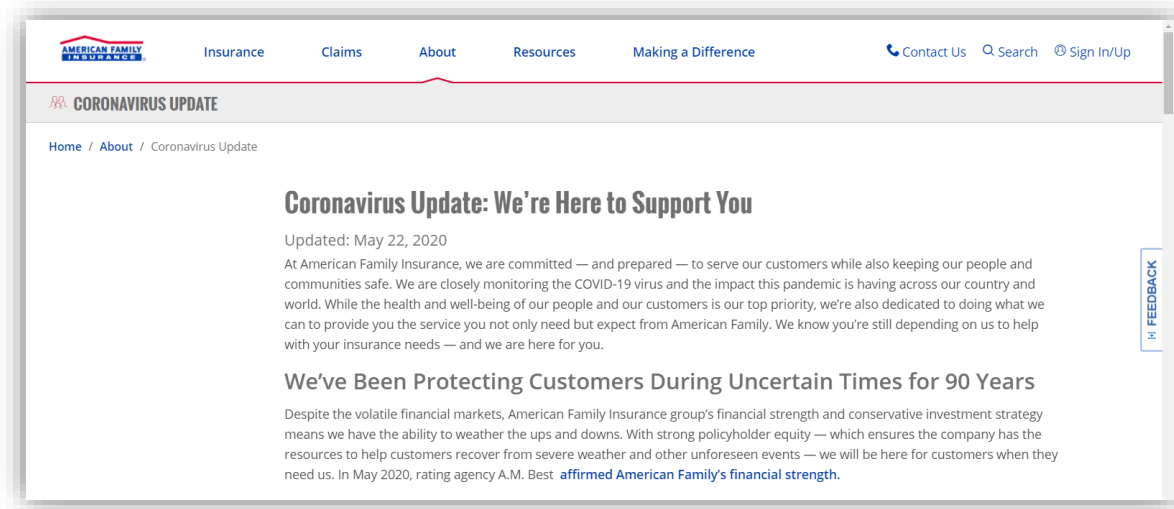 AMERICAN FAMILY
INSURANCE
Insurance Claims About Resources Making a Difference Contact Us Search Sign In/Up
CORONAVIRUS UPDATE
Home / About / Coronavirus Update
Coronavirus Update: We’re Here to Support You
Updated: May 22, 2020
At American Family Insurance, we are committed — and prepared — to serve our customers while also keeping our people and
communities safe. We are closely monitoring the COVID-19 virus and the impact this pandemic is having across our country and
world. While the health and well-being of our people and our customers is our top priority, we’re also dedicated to doing what we
can to provide you the service you not only need but expect from American Family. We know you’re still depending on us to help
with your insurance needs — and we are here for you.
FEEDBACK
We’ve Been Protecting Customers During Uncertain Times for 90 Years
Despite the volatile financial markets, American Family Insurance group’s financial strength and conservative investment strategy
means we have the ability to weather the ups and downs. With strong policyholder equity — which ensures the company has the
resources to help customers recover from severe weather and other unforeseen events — we will be here for customers when they
need us. In May 2020, rating agency A.M. Best affirmed American Family’s financial strength.